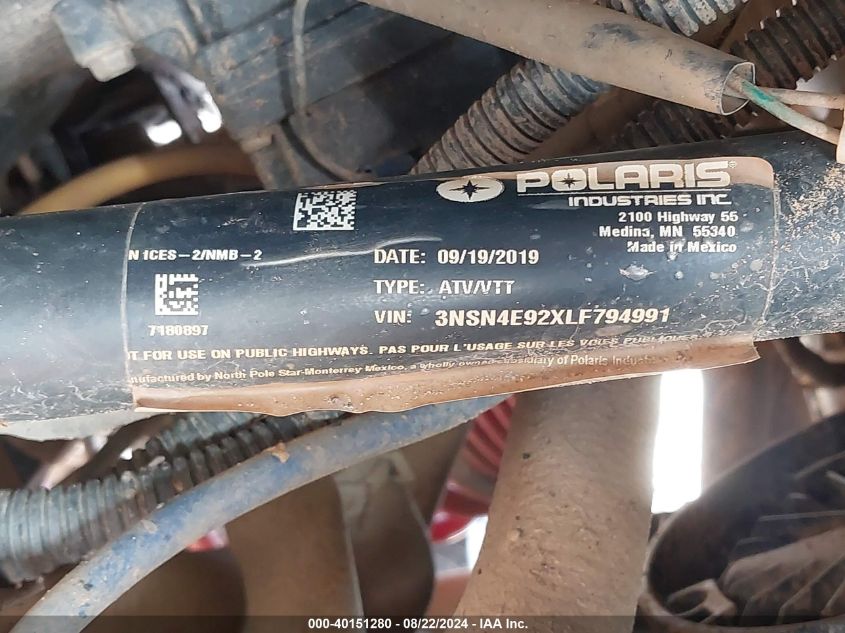 POLARIS®
INDUSTRIES INC.
2100 Highway 55
Medina, MN 55340
Made in Mexico
N1CES-2/NMB-2
DATE: 09/19/2019
TYPE: ATV/VTT
7180897
VIN: 3NSN4E92XLF794991
T FOR USE ON PUBLIC HIGHWAYS. PAS POUR L'USAGE SUR LES VOIES PUBLIQUES
nufactured by North Pole Star-Monterrey Mexico, a wholly owned subsidiary of Polaris Industries
000-40151280 - 08/22/2024 - IAA Inc.